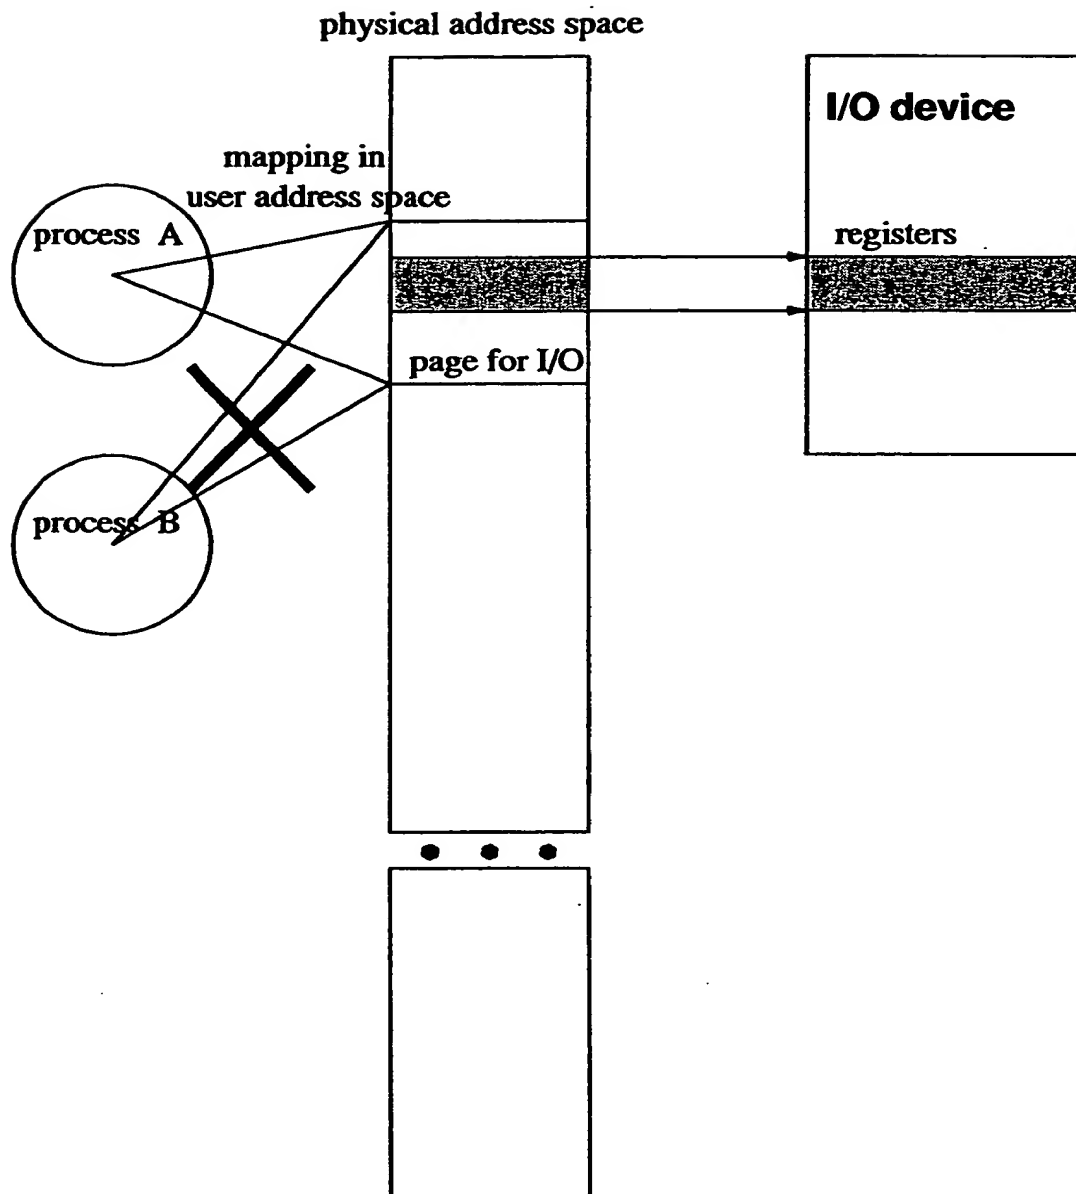 physical address space
I/O device
mapping in
user address space
process A
registers
page for I/O
process B